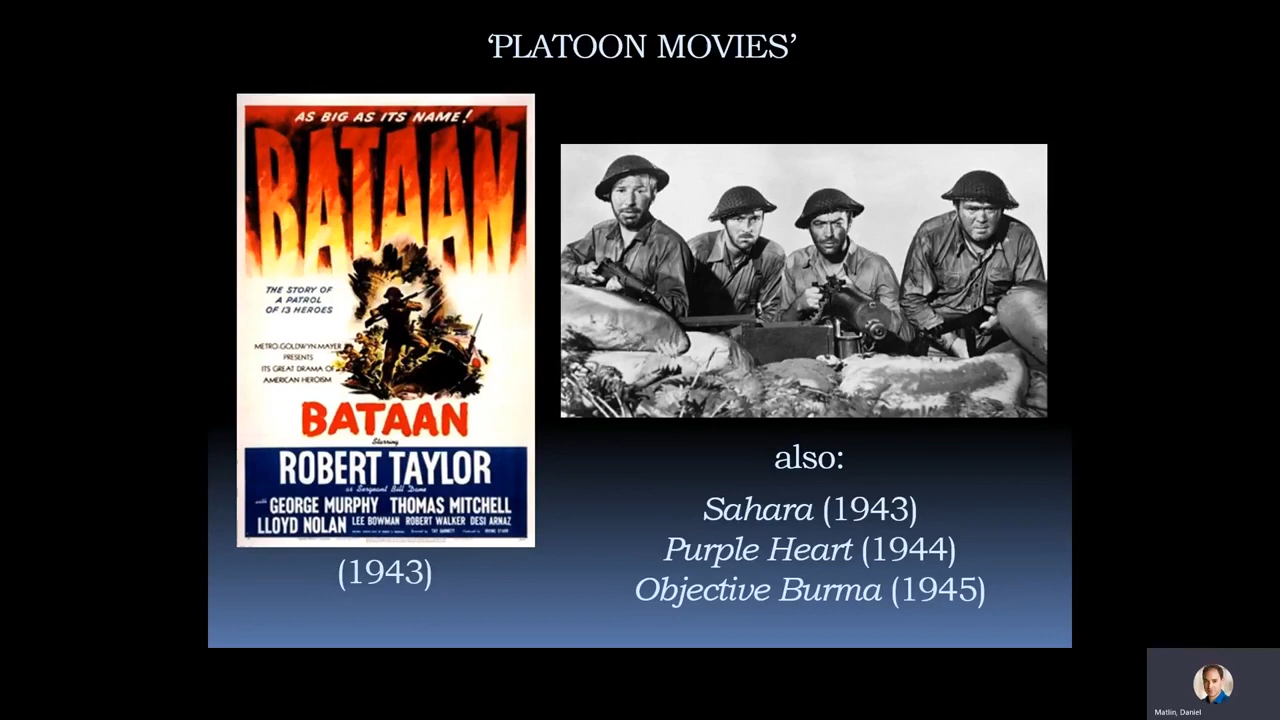 ‘PLATOON MOVIES’
AS BIG AS ITS NAME!
BATAAN
THE STORY OF
A PATROL
OF 13 HEROES
METRO-GOLDWYN-MAYER
PRESENTS
ITS GREAT DRAMA OF
AMERICAN HEROISM
BATAAN
Starring
ROBERT TAYLOR
as Sergeant Bill Dane
with GEORGE MURPHY THOMAS MITCHELL
LLOYD NOLAN LEE BOWMAN ROBERT WALKER DESI ARNAZ
(1943)
also:
Sahara (1943)
Purple Heart (1944)
Objective Burma (1945)
Matlin, Daniel